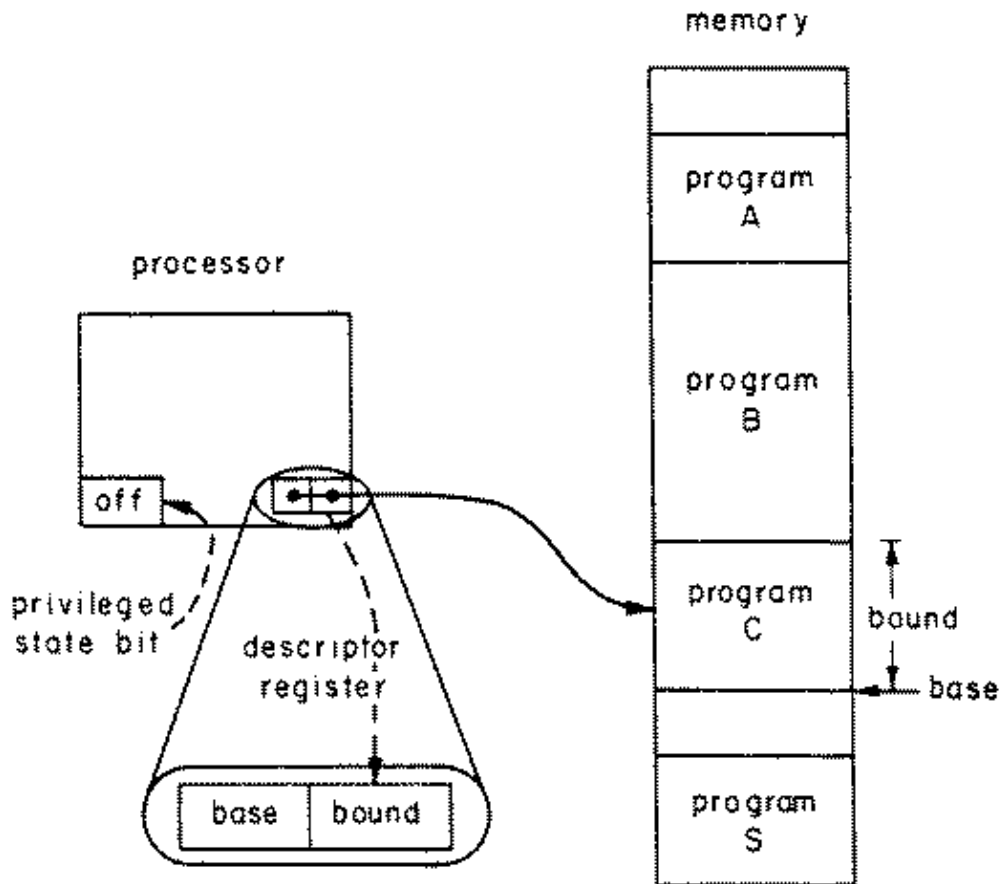 memory
program
A
processor
program
B
off
program
C
bound
privileged
state bit
descriptor
register
base
base
bound
program
S